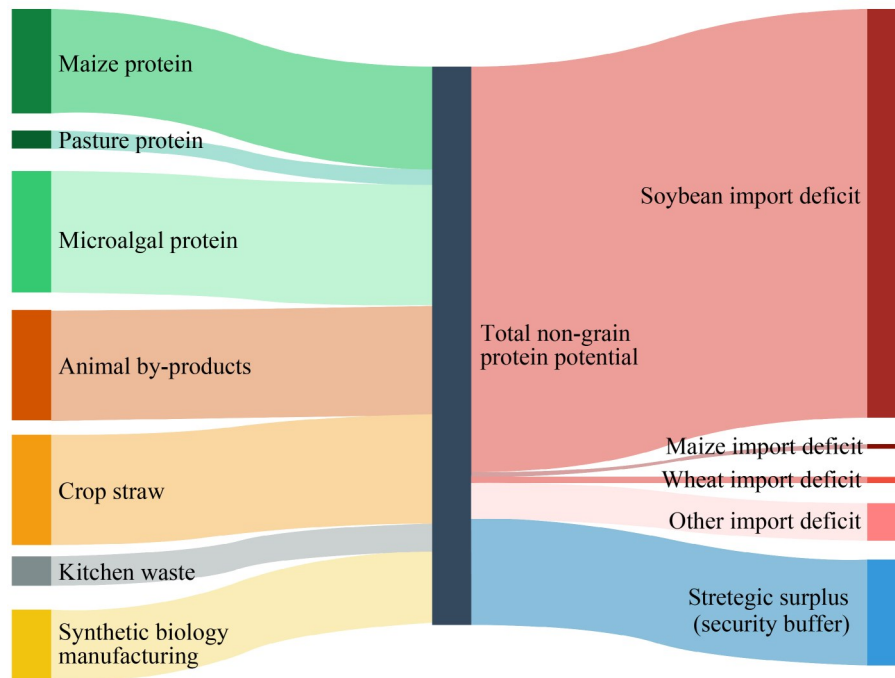 Maize protein
Pasture protein
Microalgal protein
Animal by-products
Crop straw
Kitchen waste
Synthetic biology
manufacturing
Total non-grain
protein potential
Soybean import deficit
Maize import deficit
Wheat import deficit
Other import deficit
Stretegic surplus
(security buffer)